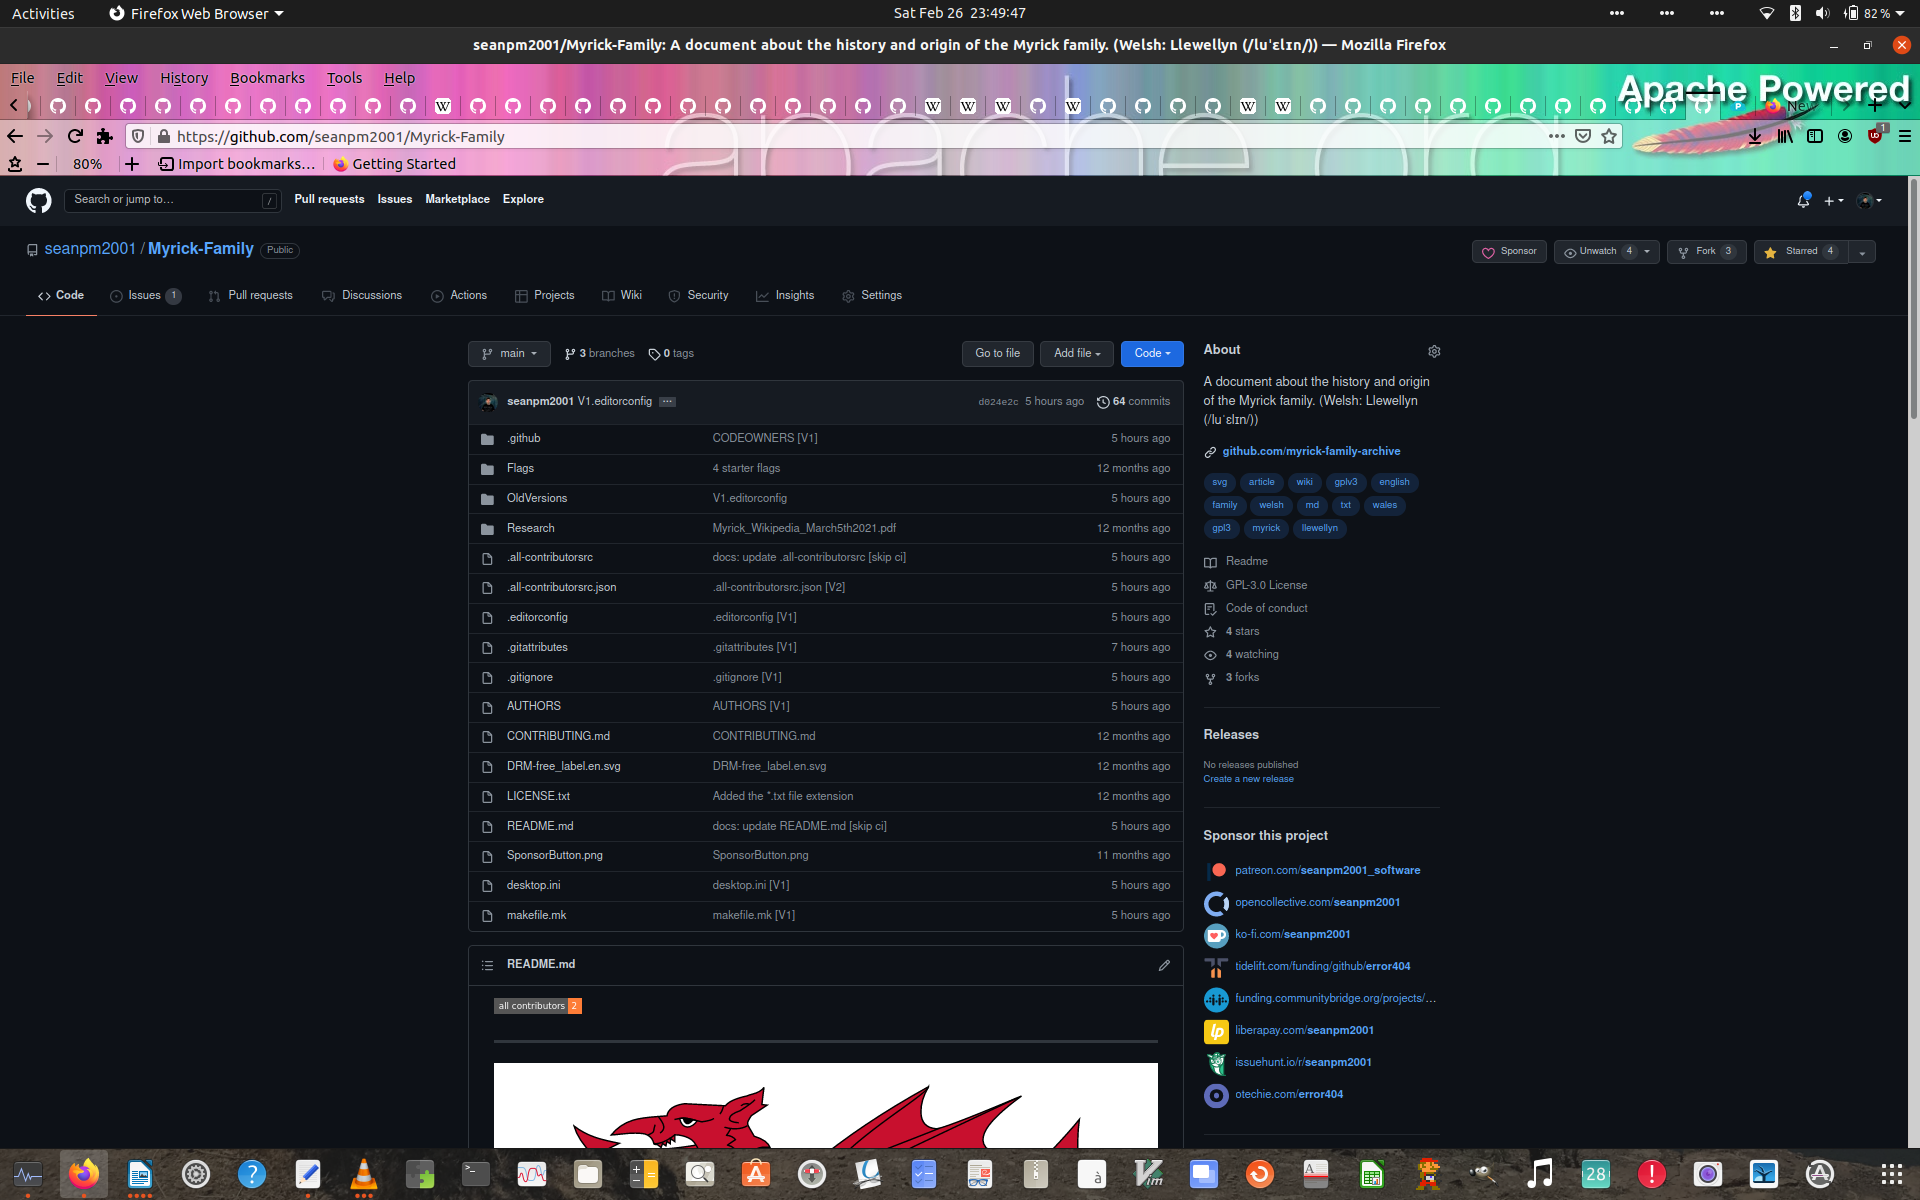 Activities
Firefox Web Browser
Sat Feb 26 23:49:47
82 %
seanpm2001/Myrick-Family: A document about the history and origin of the Myrick family. (Welsh: Llewellyn (/luˈɛlɪn/)) — Mozilla Firefox
File Edit View History Bookmarks Tools Help
Apache Powered
New
https://github.com/seanpm2001/Myrick-Family
apache.org
80%
Import bookmarks…
Getting Started
Search or jump to… /
Pull requests Issues Marketplace Explore
seanpm2001 / Myrick-Family Public
Sponsor Unwatch 4 Fork 3 Starred 4
Code Issues 1 Pull requests Discussions Actions Projects Wiki Security Insights Settings
main 3 branches 0 tags Go to file Add file Code
seanpm2001 V1.editorconfig … d024e2c 5 hours ago 64 commits
.github CODEOWNERS [V1] 5 hours ago
Flags 4 starter flags 12 months ago
OldVersions V1.editorconfig 5 hours ago
Research Myrick_Wikipedia_March5th2021.pdf 12 months ago
.all-contributorsrc docs: update .all-contributorsrc [skip ci] 5 hours ago
.all-contributorsrc.json .all-contributorsrc.json [V2] 5 hours ago
.editorconfig .editorconfig [V1] 5 hours ago
.gitattributes .gitattributes [V1] 7 hours ago
.gitignore .gitignore [V1] 5 hours ago
AUTHORS AUTHORS [V1] 5 hours ago
CONTRIBUTING.md CONTRIBUTING.md 12 months ago
DRM-free_label.en.svg DRM-free_label.en.svg 12 months ago
LICENSE.txt Added the *.txt file extension 12 months ago
README.md docs: update README.md [skip ci] 5 hours ago
SponsorButton.png SponsorButton.png 11 months ago
desktop.ini desktop.ini [V1] 5 hours ago
makefile.mk makefile.mk [V1] 5 hours ago
README.md
all contributors 2
About
A document about the history and origin
of the Myrick family. (Welsh: Llewellyn
(/luˈɛlɪn/))
github.com/myrick-family-archive
svg article wiki gplv3 english
family welsh md txt wales
gpl3 myrick llewellyn
Readme
GPL-3.0 License
Code of conduct
4 stars
4 watching
3 forks
Releases
No releases published
Create a new release
Sponsor this project
patreon.com/seanpm2001_software
opencollective.com/seanpm2001
ko-fi.com/seanpm2001
tidelift.com/funding/github/error404
funding.communitybridge.org/projects/…
liberapay.com/seanpm2001
issuehunt.io/r/seanpm2001
otechie.com/error404
28